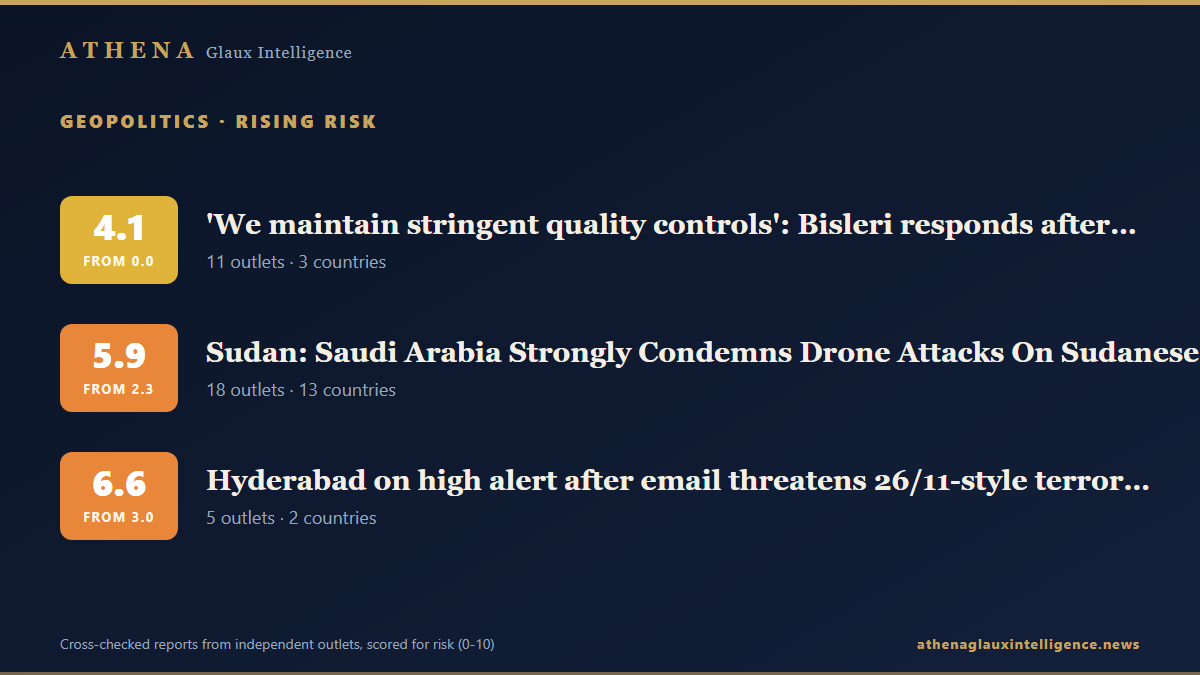 ATHENA Glaux Intelligence
GEOPOLITICS · RISING RISK
4.1
FROM 0.0
'We maintain stringent quality controls': Bisleri responds after...
11 outlets · 3 countries
5.9
FROM 2.3
Sudan: Saudi Arabia Strongly Condemns Drone Attacks On Sudanese
18 outlets · 13 countries
6.6
FROM 3.0
Hyderabad on high alert after email threatens 26/11-style terror...
5 outlets · 2 countries
Cross-checked reports from independent outlets, scored for risk (0-10)
athenaglauxintelligence.news